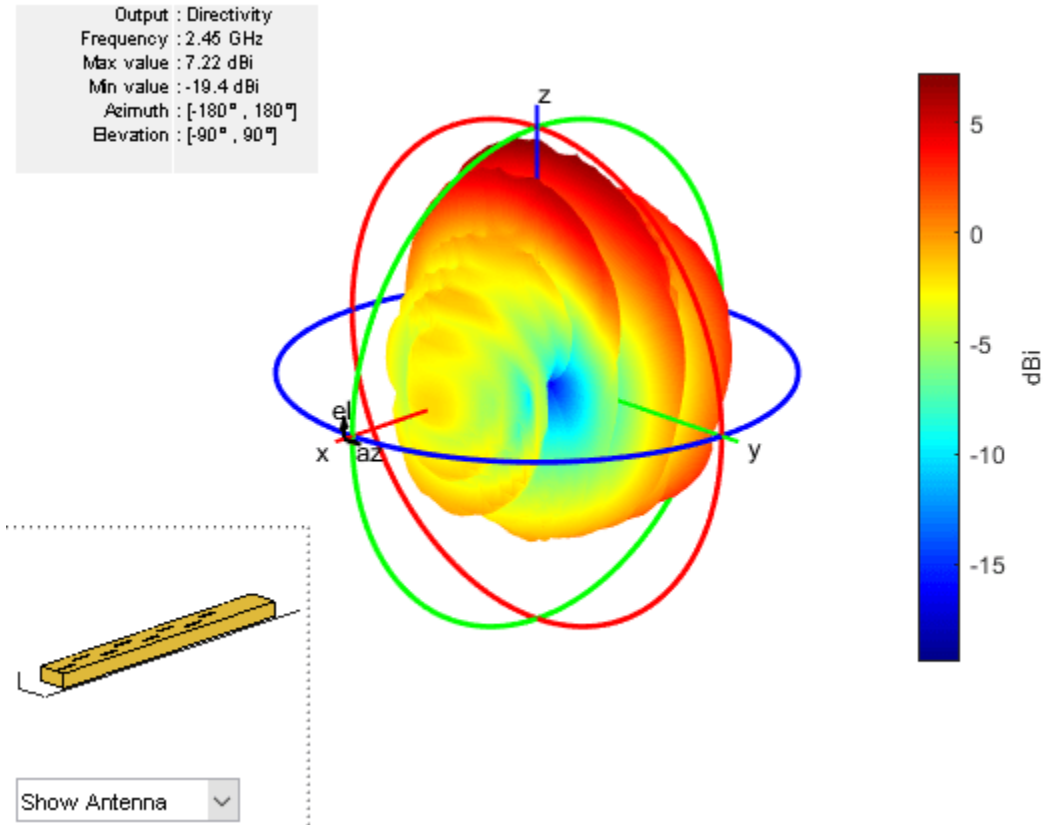 Output : Directivity
Frequency : 2.45 GHz
Max value : 7.22 dBi
Min value : -19.4 dBi
Azimuth : [-180° , 180°]
Elevation : [-90° , 90°]
z
5
0
-5
dBi
el
x az
y
-10
-15
Show Antenna